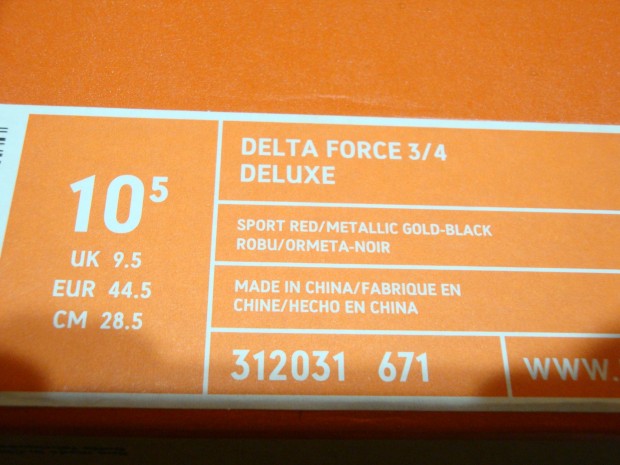 10⁵
UK 9.5
EUR 44.5
CM 28.5
DELTA FORCE 3/4
DELUXE
SPORT RED/METALLIC GOLD-BLACK
ROBU/ORMETA-NOIR
MADE IN CHINA/FABRIQUE EN
CHINE/HECHO EN CHINA
312031 671
WWW.